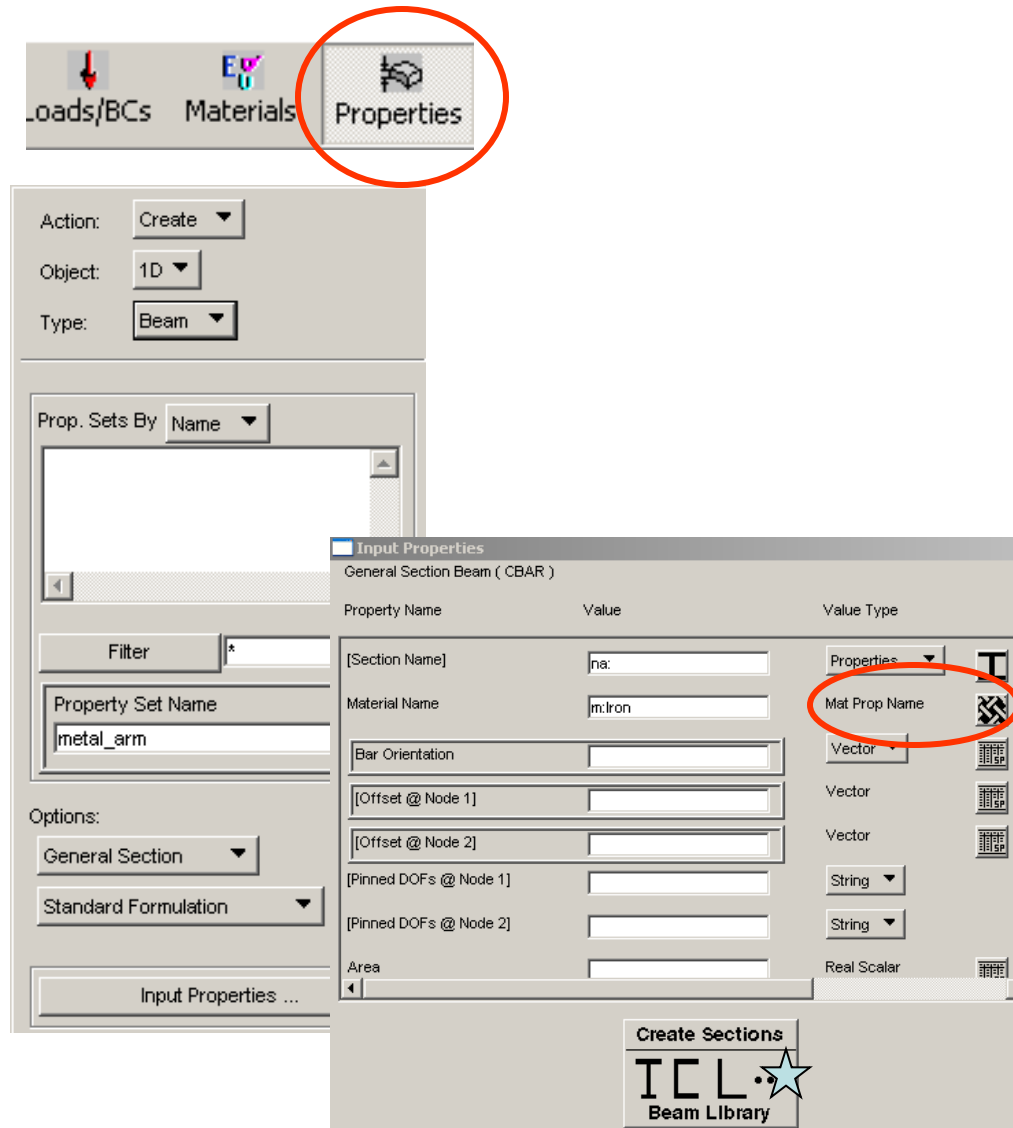 Loads/BCs Materials Properties
Action: Create
Object: 1D
Type: Beam
Prop. Sets By Name
Filter *
Property Set Name
metal_arm
Options:
General Section
Standard Formulation
Input Properties ...
Input Properties
General Section Beam ( CBAR )
Property Name Value Value Type
[Section Name] na: Properties
Material Name m:Iron Mat Prop Name
Bar Orientation Vector
[Offset @ Node 1] Vector
[Offset @ Node 2] Vector
[Pinned DOFs @ Node 1] String
[Pinned DOFs @ Node 2] String
Area Real Scalar
Create Sections
Beam Library